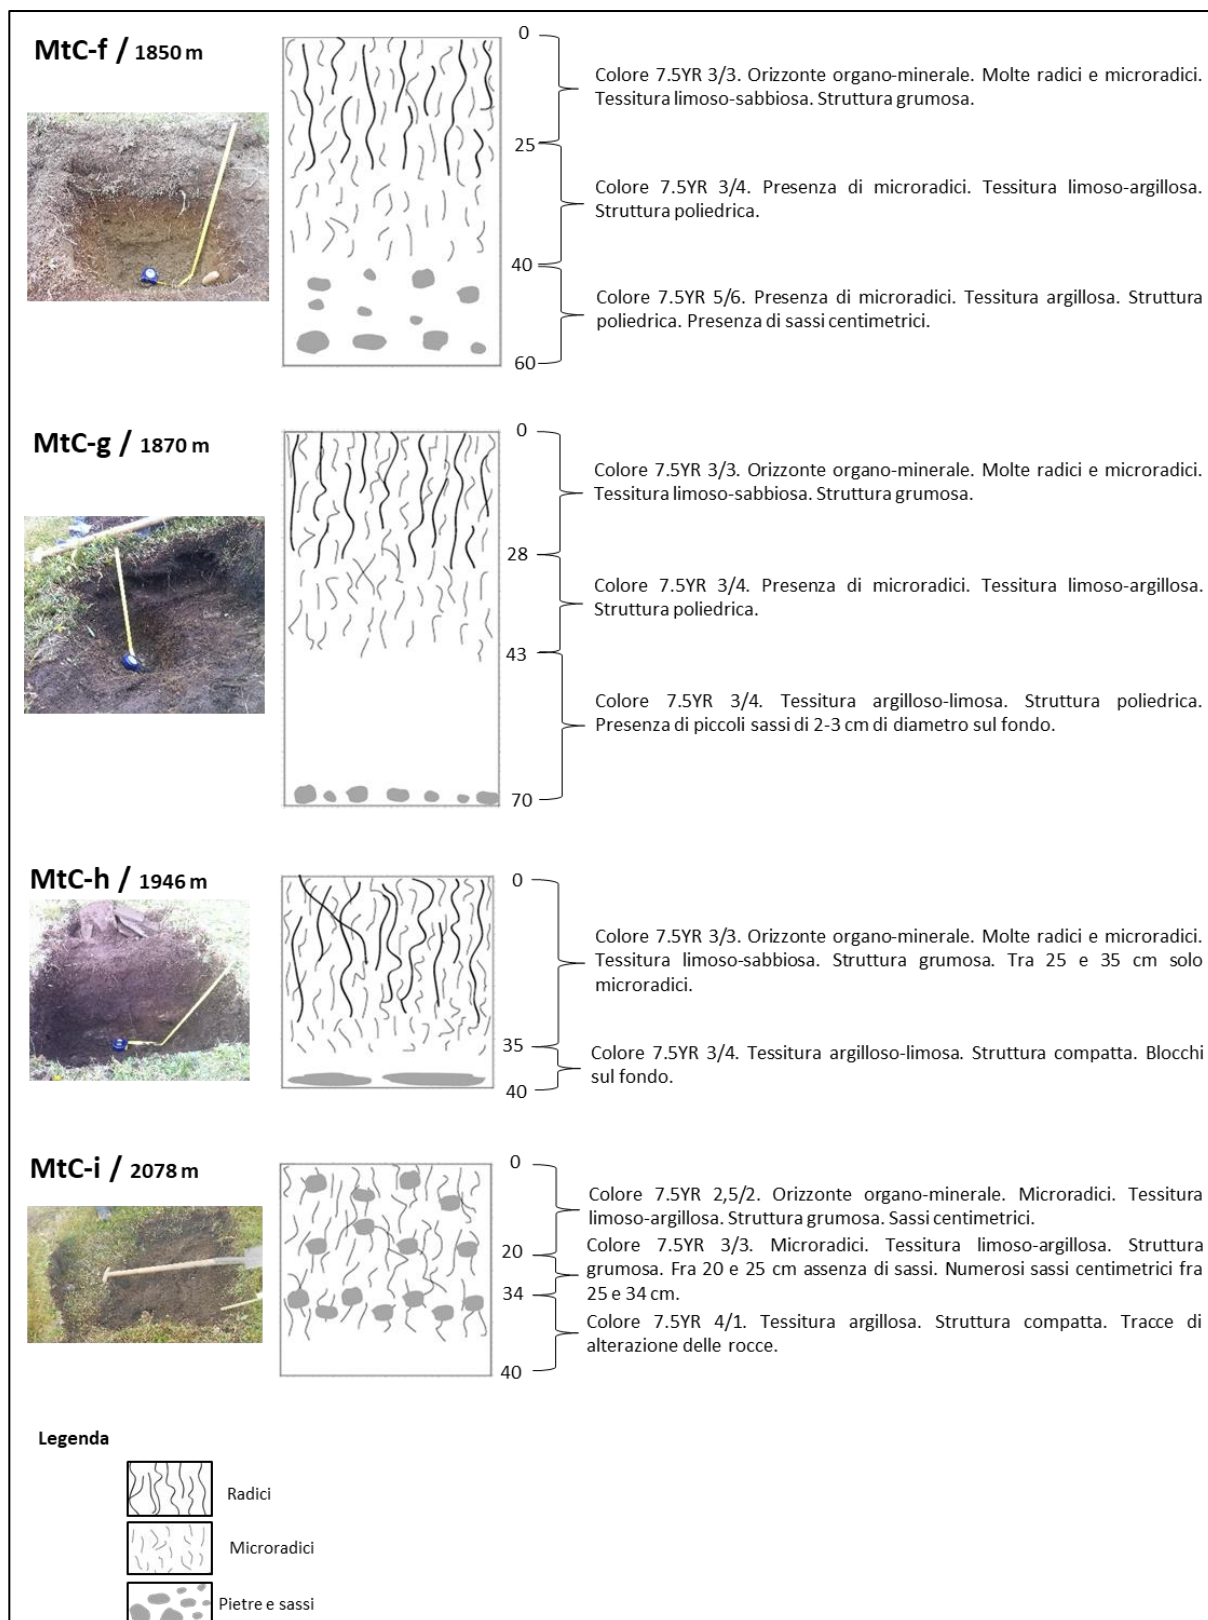 MtC-f / 1850 m
0
Colore 7.5YR 3/3. Orizzonte organo-minerale. Molte radici e microradici.
Tessitura limoso-sabbiosa. Struttura grumosa.
25
Colore 7.5YR 3/4. Presenza di microradici. Tessitura limoso-argillosa.
Struttura poliedrica.
40
Colore 7.5YR 5/6. Presenza di microradici. Tessitura argillosa. Struttura
poliedrica. Presenza di sassi centimetrici.
60
MtC-g / 1870 m
0
Colore 7.5YR 3/3. Orizzonte organo-minerale. Molte radici e microradici.
Tessitura limoso-sabbiosa. Struttura grumosa.
28
Colore 7.5YR 3/4. Presenza di microradici. Tessitura limoso-argillosa.
Struttura poliedrica.
43
Colore 7.5YR 3/4. Tessitura argilloso-limosa. Struttura poliedrica.
Presenza di piccoli sassi di 2-3 cm di diametro sul fondo.
70
MtC-h / 1946 m
0
Colore 7.5YR 3/3. Orizzonte organo-minerale. Molte radici e microradici.
Tessitura limoso-sabbiosa. Struttura grumosa. Tra 25 e 35 cm solo
microradici.
35
Colore 7.5YR 3/4. Tessitura argilloso-limosa. Struttura compatta. Blocchi
sul fondo.
40
MtC-i / 2078 m
0
Colore 7.5YR 2,5/2. Orizzonte organo-minerale. Microradici. Tessitura
limoso-argillosa. Struttura grumosa. Sassi centimetrici.
20
Colore 7.5YR 3/3. Microradici. Tessitura limoso-argillosa. Struttura
grumosa. Fra 20 e 25 cm assenza di sassi. Numerosi sassi centimetrici fra
25 e 34 cm.
34
Colore 7.5YR 4/1. Tessitura argillosa. Struttura compatta. Tracce di
alterazione delle rocce.
40
Legenda
Radici
Microradici
Pietre e sassi